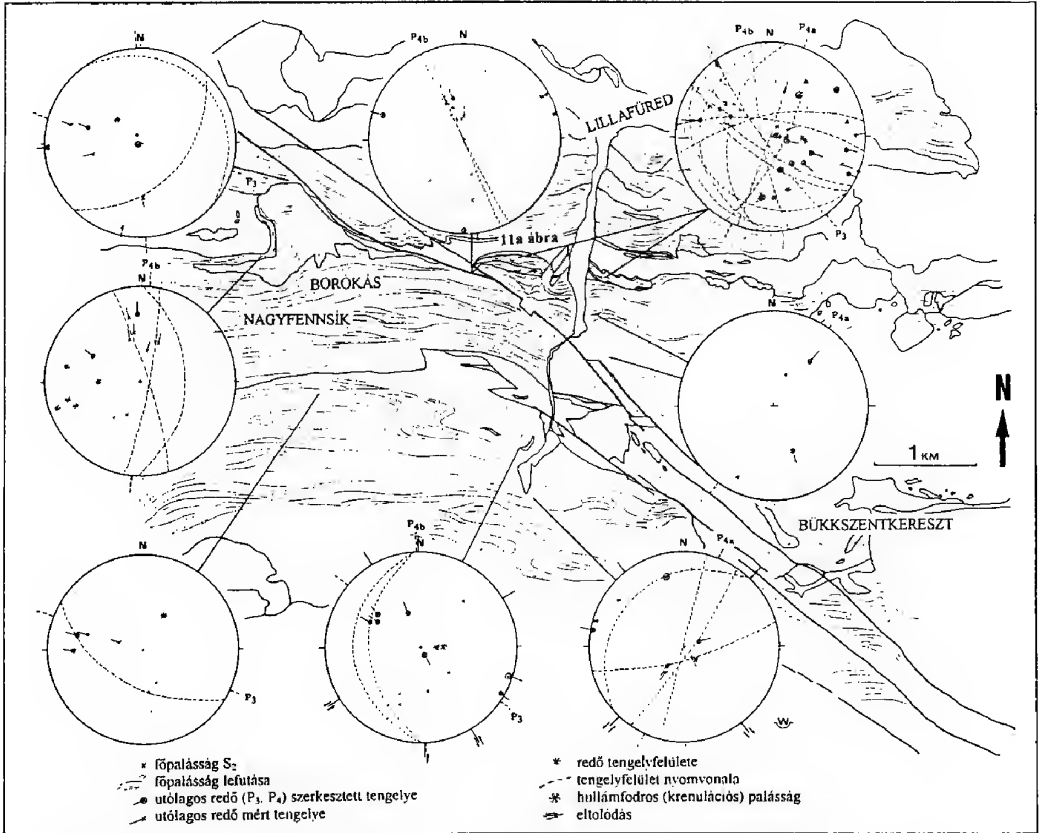 N
P₄b N
P₄b N P₄a
LILLAFÜRED
P₃
P₃
11a ábra
P₄b
N
BOROKÁS
NAGYFENNSÍK
N
P₄a
N
1 KM
BÜKKSZENTKERESZT
N
P₄b
N
P₄a
N
P₃
P₃
W
főpalásság S₂
főpalásság lefutása
utólagos redő (P₃, P₄) szerkesztett tengelye
utólagos redő mért tengelye
redő tengelyfelülete
tengelyfelület nyomvonala
hullámfodros (krenulációs) palásság
eltolódás